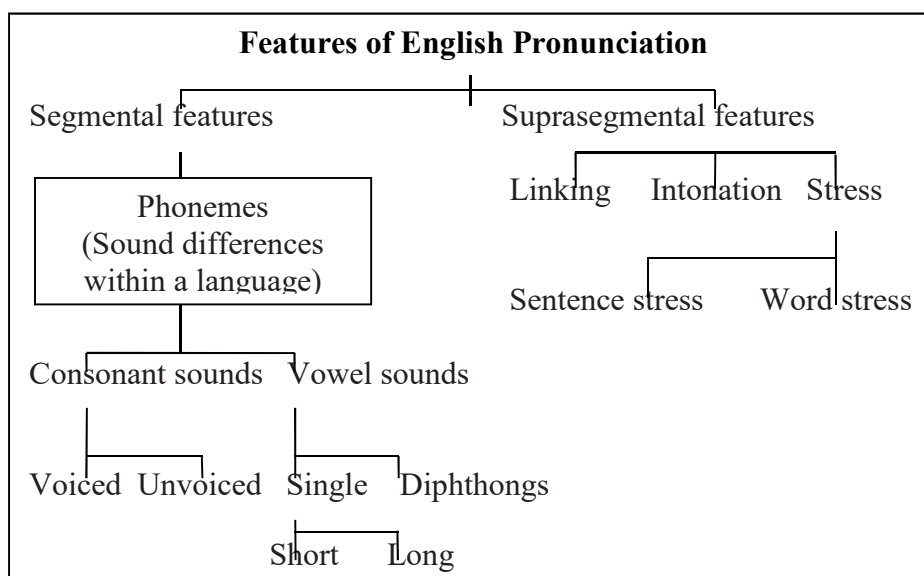 Features of English Pronunciation
Segmental features Suprasegmental features
Linking Intonation Stress
Phonemes
(Sound differences
within a language)
Sentence stress Word stress
Consonant sounds Vowel sounds
Voiced Unvoiced Single Diphthongs
Short Long